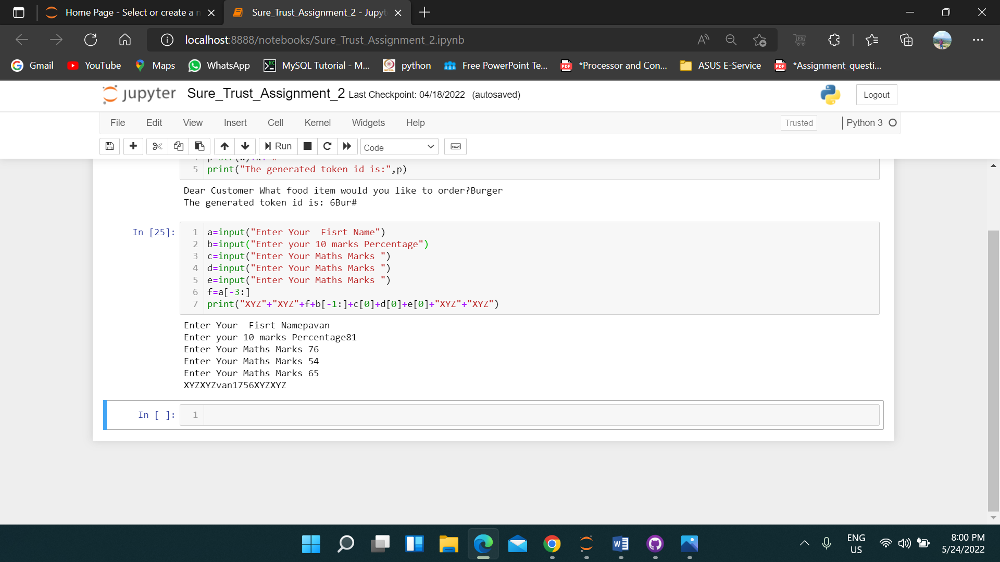 Home Page - Select or create a n
Sure_Trust_Assignment_2 - Jupyt
localhost:8888/notebooks/Sure_Trust_Assignment_2.ipynb
Gmail YouTube Maps WhatsApp MySQL Tutorial - M... python Free PowerPoint Te... *Processor and Con... ASUS E-Service *Assignment_questi...
jupyter Sure_Trust_Assignment_2 Last Checkpoint: 04/18/2022 (autosaved) Logout
File Edit View Insert Cell Kernel Widgets Help Trusted Python 3
Run Code
5 print("The generated token id is:",p)
Dear Customer What food item would you like to order?Burger
The generated token id is: 6Bur#
In [25]:
1 a=input("Enter Your  Fisrt Name")
2 b=input("Enter your 10 marks Percentage")
3 c=input("Enter Your Maths Marks ")
4 d=input("Enter Your Maths Marks ")
5 e=input("Enter Your Maths Marks ")
6 f=a[-3:]
7 print("XYZ"+"XYZ"+f+b[-1:]+c[0]+d[0]+e[0]+"XYZ"+"XYZ")
Enter Your  Fisrt Namepavan
Enter your 10 marks Percentage81
Enter Your Maths Marks 76
Enter Your Maths Marks 54
Enter Your Maths Marks 65
XYZXYZvan1756XYZXYZ
In [ ]: 1
ENG
US
8:00 PM
5/24/2022